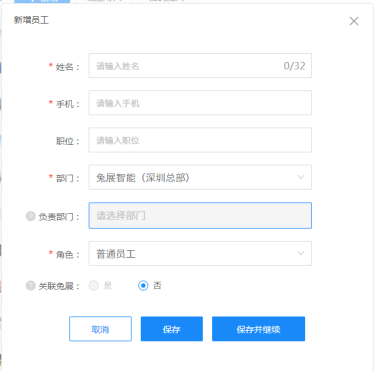 新增员工
* 姓名： 请输入姓名 0/32
* 手机： 请输入手机
职位： 请输入职位
* 部门： 兔展智能（深圳总部）
? 负责部门： 请选择部门
* 角色： 普通员工
? 关联兔展： 是 否
取消 保存 保存并继续